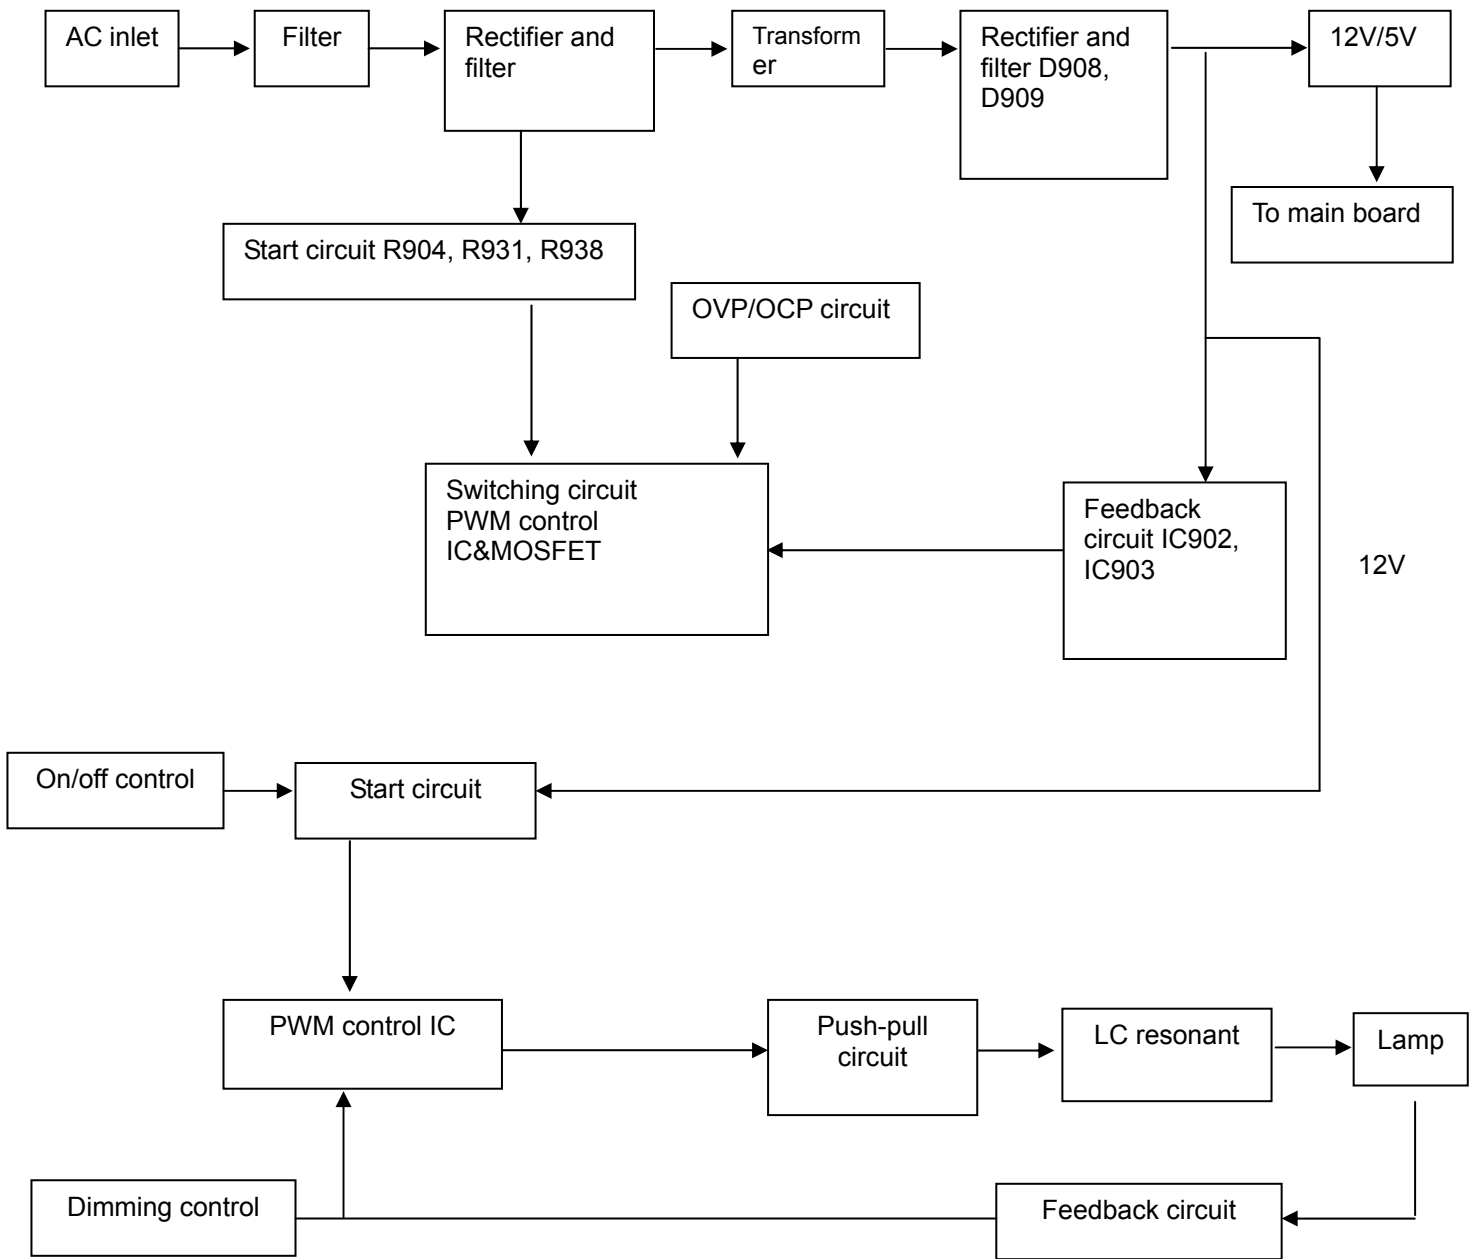 AC inlet
Filter
Rectifier and
filter
Transform
er
Rectifier and
filter D908,
D909
12V/5V
To main board
Start circuit R904, R931, R938
OVP/OCP circuit
Switching circuit
PWM control
IC&MOSFET
Feedback
circuit IC902,
IC903
12V
On/off control
Start circuit
PWM control IC
Push-pull
circuit
LC resonant
Lamp
Dimming control
Feedback circuit